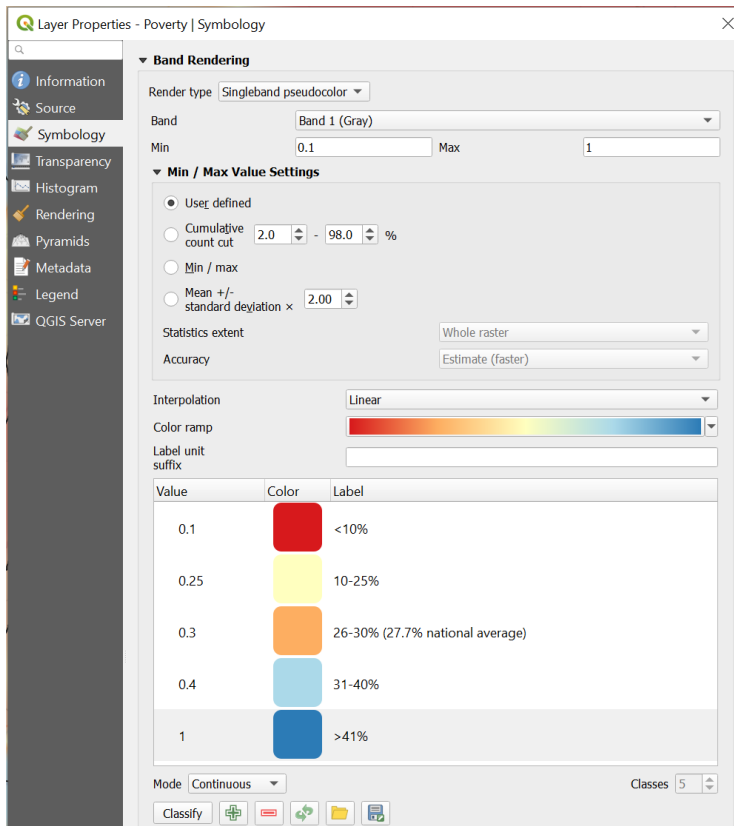 Layer Properties - Poverty | Symbology
Information
Source
Symbology
Transparency
Histogram
Rendering
Pyramids
Metadata
Legend
QGIS Server
Band Rendering
Render type Singleband pseudocolor
Band Band 1 (Gray)
Min 0.1 Max 1
Min / Max Value Settings
User defined
Cumulative
count cut 2.0 - 98.0 %
Min / max
Mean +/-
standard deviation × 2.00
Statistics extent Whole raster
Accuracy Estimate (faster)
Interpolation Linear
Color ramp
Label unit
suffix
Value Color Label
0.1 <10%
0.25 10-25%
0.3 26-30% (27.7% national average)
0.4 31-40%
1 >41%
Mode Continuous Classes 5
Classify